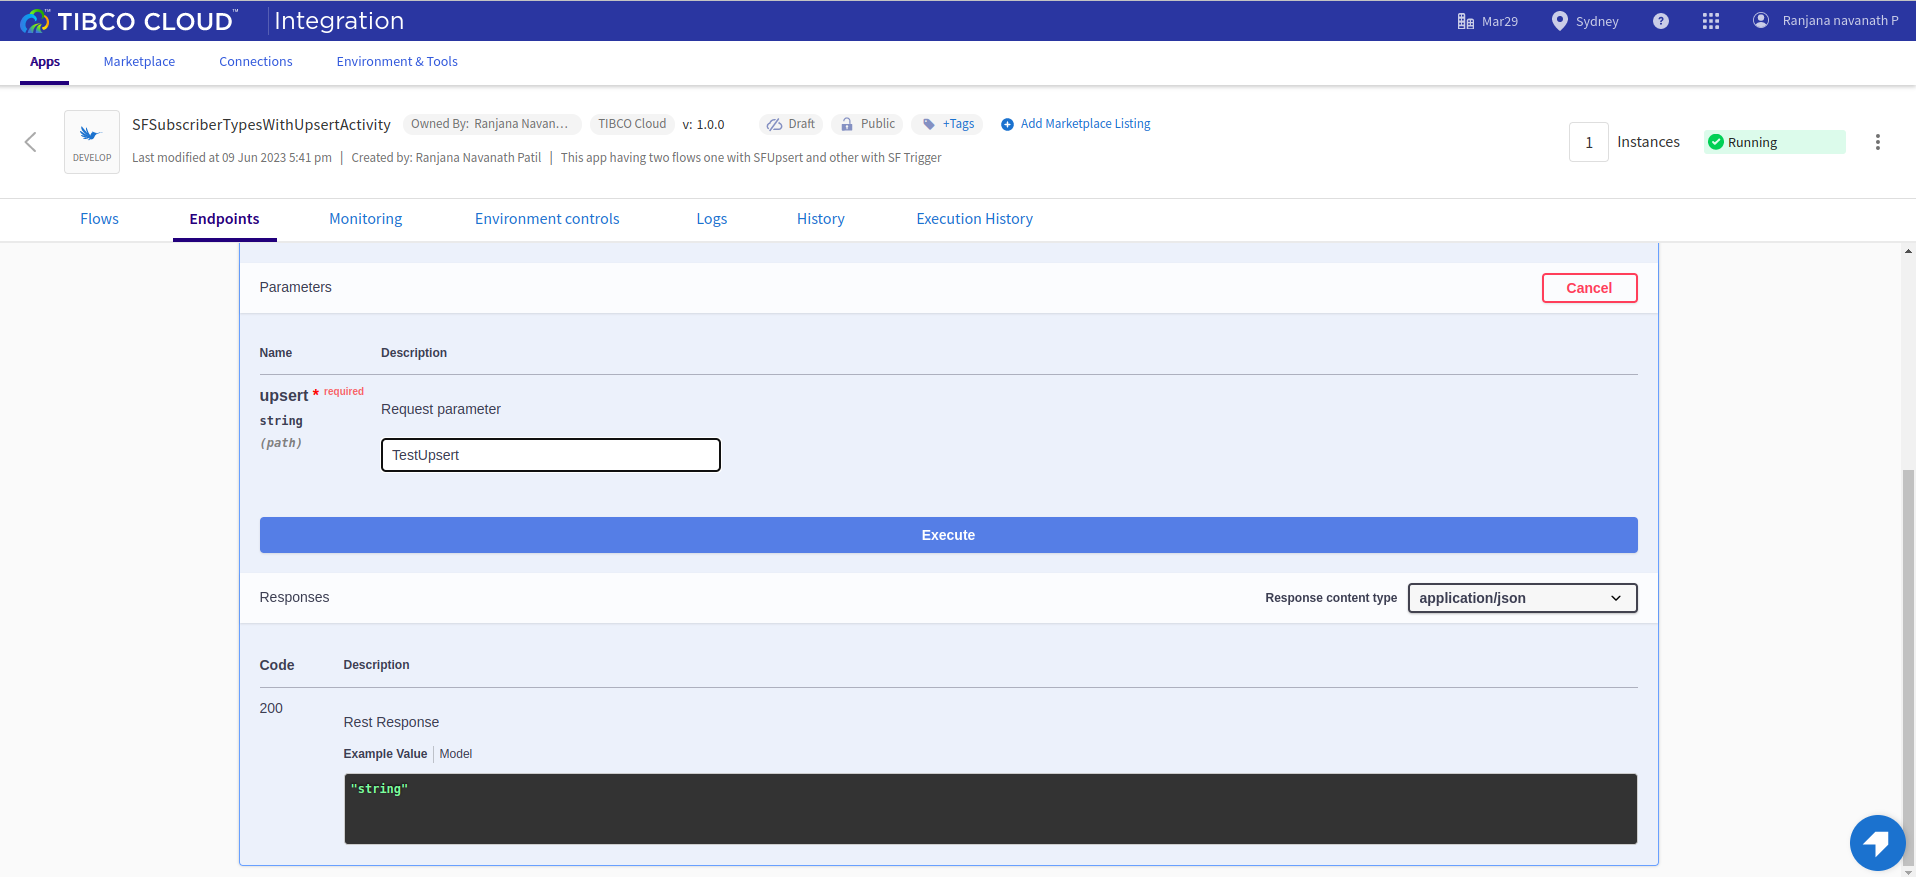 TIBCO CLOUD™ Integration Mar29 Sydney ? Ranjana navanath P
Apps Marketplace Connections Environment & Tools
SFSubscriberTypesWithUpsertActivity Owned By: Ranjana Navan... TIBCO Cloud v: 1.0.0 Draft Public +Tags Add Marketplace Listing
DEVELOP
Last modified at 09 Jun 2023 5:41 pm | Created by: Ranjana Navanath Patil | This app having two flows one with SFUpsert and other with SF Trigger
1 Instances Running
Flows Endpoints Monitoring Environment controls Logs History Execution History
Parameters Cancel
Name Description
upsert * required
string
(path)
Request parameter
TestUpsert
Execute
Responses Response content type application/json
Code Description
200
Rest Response
Example Value Model
"string"